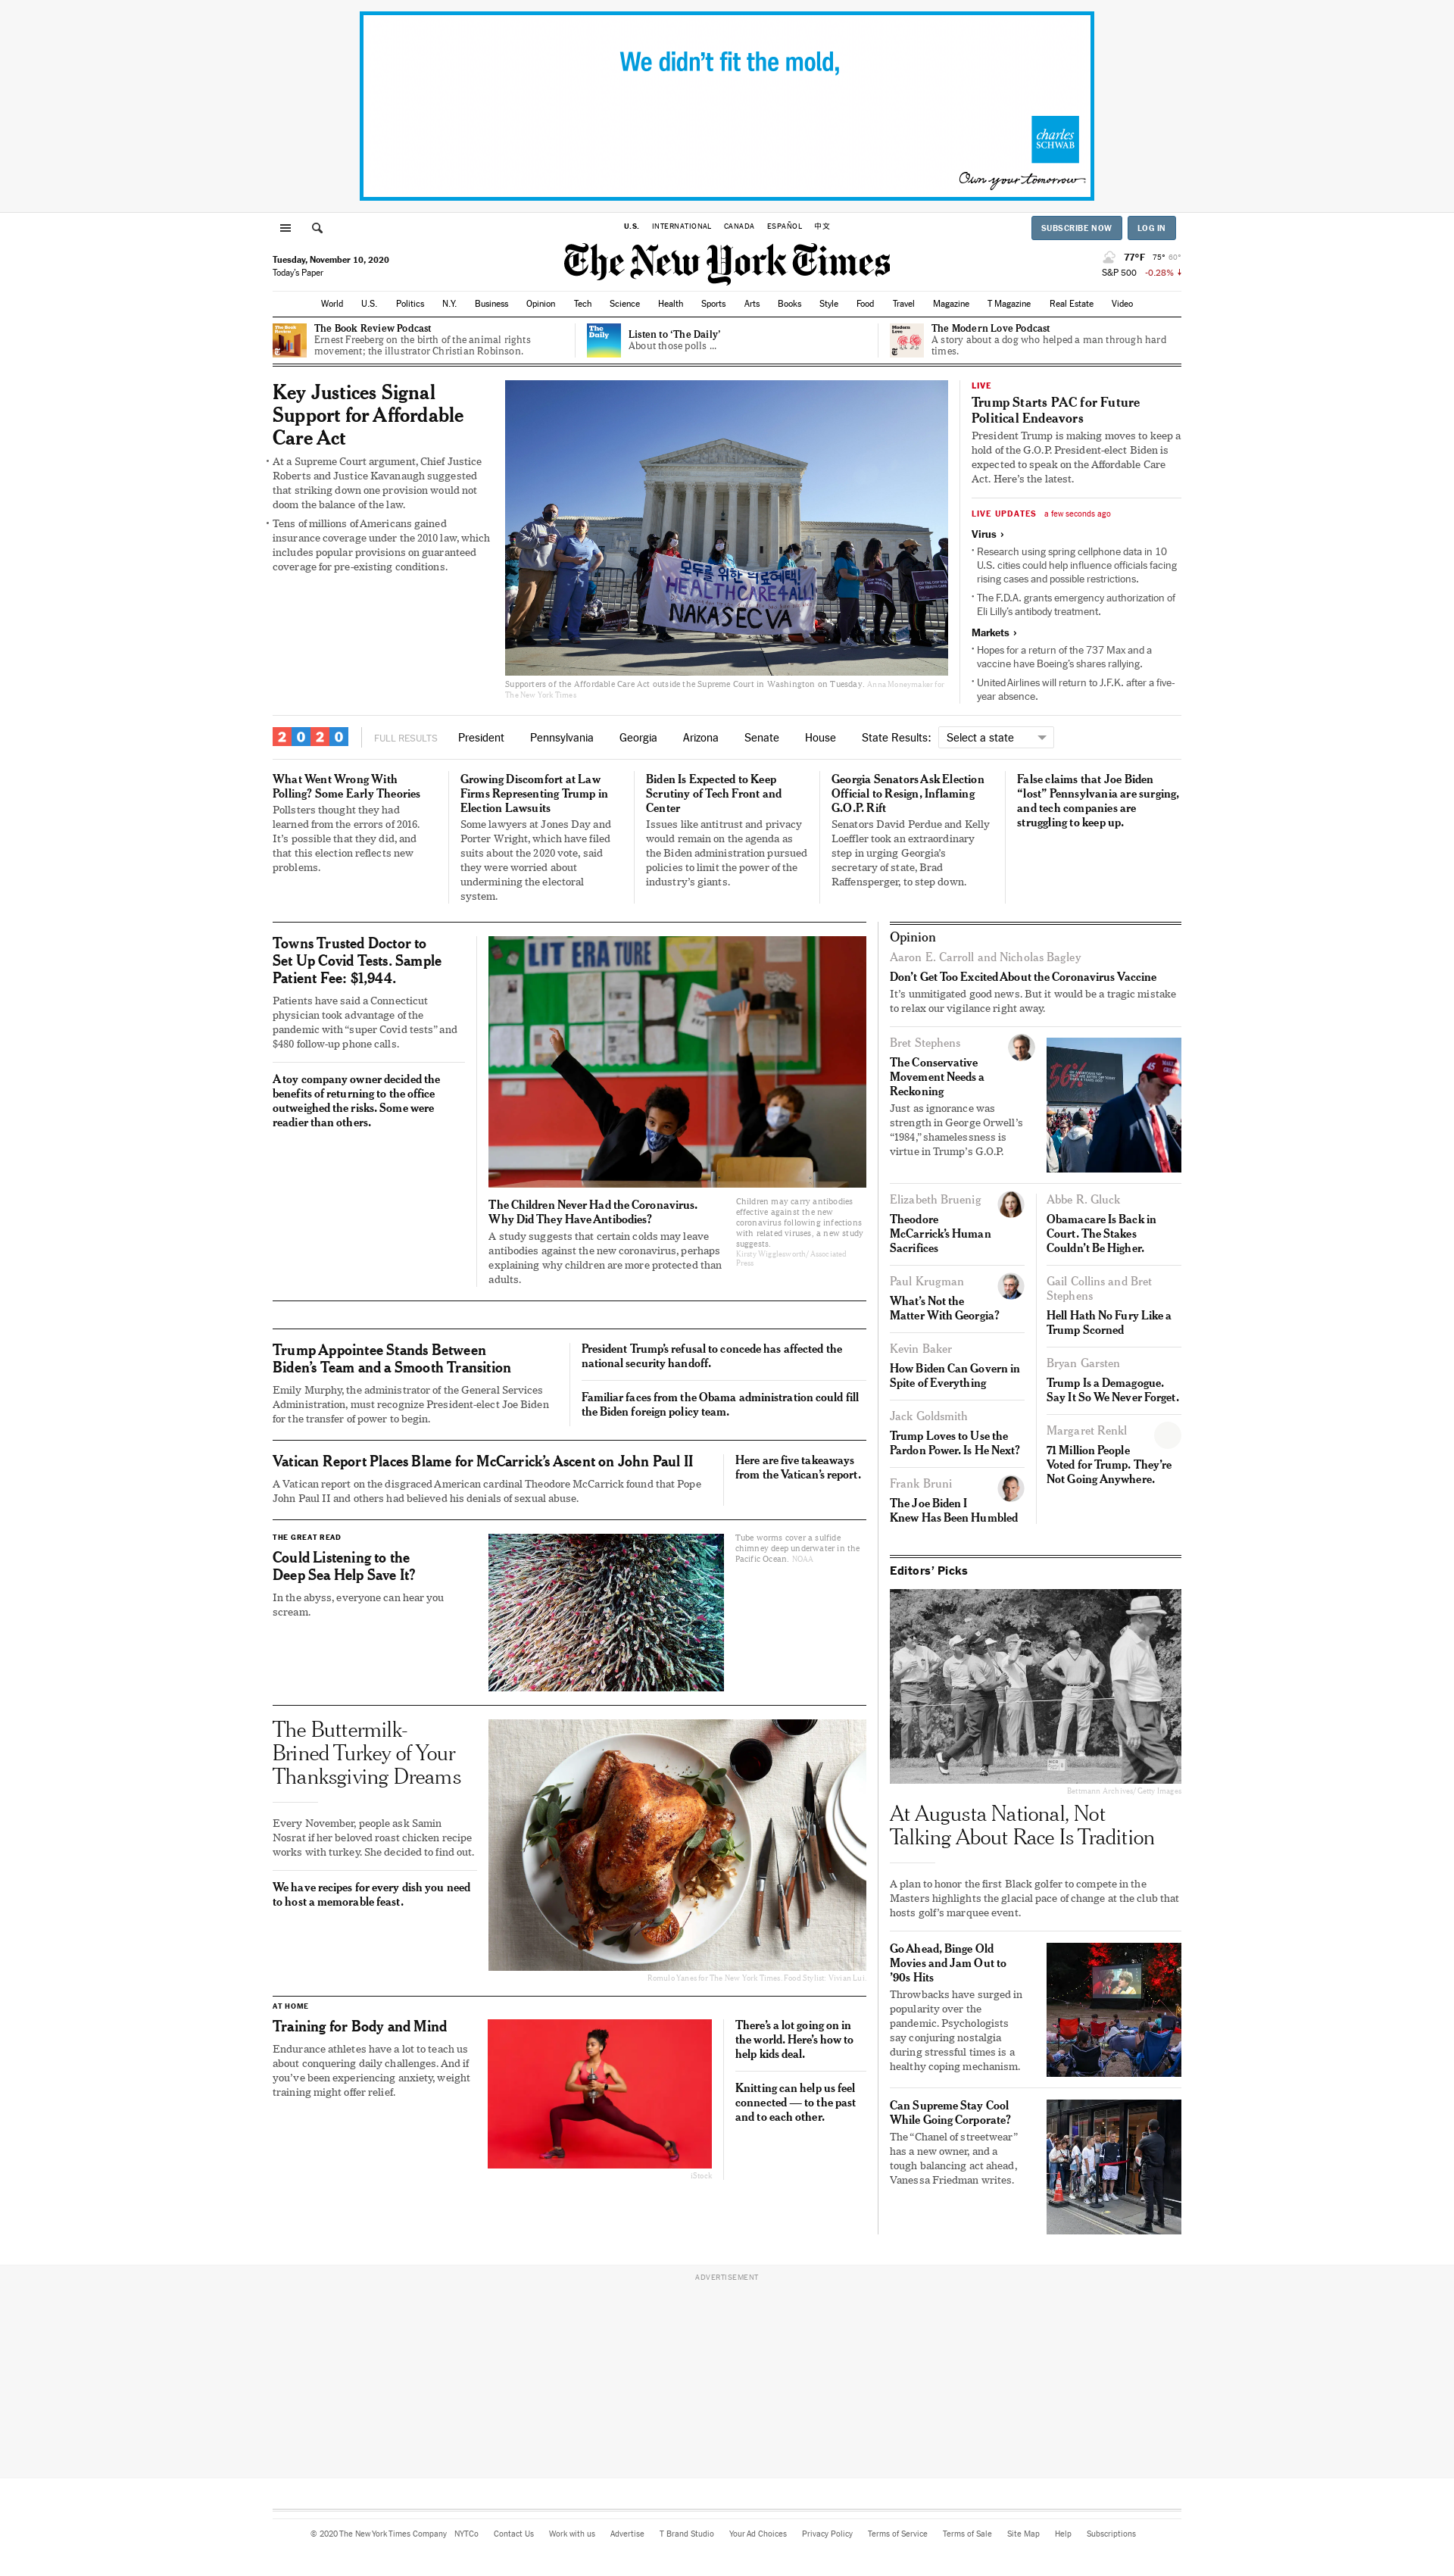 We didn't fit the mold,
charles
SCHWAB
Own your tomorrow
U.S. INTERNATIONAL CANADA ESPAÑOL 中文
SUBSCRIBE NOW LOG IN
Tuesday, November 10, 2020
Today's Paper
The New York Times
77°F 75° 60°
S&P 500 -0.28%
World U.S. Politics N.Y. Business Opinion Tech Science Health Sports Arts Books Style Food Travel Magazine T Magazine Real Estate Video
The Book Review Podcast
Ernest Freeberg on the birth of the animal rights
movement; the illustrator Christian Robinson.
The
Daily
Listen to 'The Daily'
About those polls ...
Modern
Love
The Modern Love Podcast
A story about a dog who helped a man through hard
times.
Key Justices Signal
Support for Affordable
Care Act
At a Supreme Court argument, Chief Justice
Roberts and Justice Kavanaugh suggested
that striking down one provision would not
doom the balance of the law.
Tens of millions of Americans gained
insurance coverage under the 2010 law, which
includes popular provisions on guaranteed
coverage for pre-existing conditions.
모두를 위한 의료혜택!
HEALTHCARE4ALL!
NAKASEC VA
Supporters of the Affordable Care Act outside the Supreme Court in Washington on Tuesday. Anna Moneymaker for
The New York Times
LIVE
Trump Starts PAC for Future
Political Endeavors
President Trump is making moves to keep a
hold of the G.O.P. President-elect Biden is
expected to speak on the Affordable Care
Act. Here's the latest.
LIVE UPDATES a few seconds ago
Virus ›
Research using spring cellphone data in 10
U.S. cities could help influence officials facing
rising cases and possible restrictions.
The F.D.A. grants emergency authorization of
Eli Lilly's antibody treatment.
Markets ›
Hopes for a return of the 737 Max and a
vaccine have Boeing's shares rallying.
United Airlines will return to J.F.K. after a five-
year absence.
2020 FULL RESULTS President Pennsylvania Georgia Arizona Senate House State Results: Select a state
What Went Wrong With
Polling? Some Early Theories
Pollsters thought they had
learned from the errors of 2016.
It's possible that they did, and
that this election reflects new
problems.
Growing Discomfort at Law
Firms Representing Trump in
Election Lawsuits
Some lawyers at Jones Day and
Porter Wright, which have filed
suits about the 2020 vote, said
they were worried about
undermining the electoral
system.
Biden Is Expected to Keep
Scrutiny of Tech Front and
Center
Issues like antitrust and privacy
would remain on the agenda as
the Biden administration pursued
policies to limit the power of the
industry's giants.
Georgia Senators Ask Election
Official to Resign, Inflaming
G.O.P. Rift
Senators David Perdue and Kelly
Loeffler took an extraordinary
step in urging Georgia's
secretary of state, Brad
Raffensperger, to step down.
False claims that Joe Biden
“lost” Pennsylvania are surging,
and tech companies are
struggling to keep up.
Towns Trusted Doctor to
Set Up Covid Tests. Sample
Patient Fee: $1,944.
Patients have said a Connecticut
physician took advantage of the
pandemic with “super Covid tests” and
$480 follow-up phone calls.
A toy company owner decided the
benefits of returning to the office
outweighed the risks. Some were
readier than others.
LITERATURE
The Children Never Had the Coronavirus.
Why Did They Have Antibodies?
A study suggests that certain colds may leave
antibodies against the new coronavirus, perhaps
explaining why children are more protected than
adults.
Children may carry antibodies
effective against the new
coronavirus following infections
with related viruses, a new study
suggests.
Kirsty Wigglesworth/Associated
Press
Trump Appointee Stands Between
Biden's Team and a Smooth Transition
Emily Murphy, the administrator of the General Services
Administration, must recognize President-elect Joe Biden
for the transfer of power to begin.
President Trump's refusal to concede has affected the
national security handoff.
Familiar faces from the Obama administration could fill
the Biden foreign policy team.
Vatican Report Places Blame for McCarrick's Ascent on John Paul II
A Vatican report on the disgraced American cardinal Theodore McCarrick found that Pope
John Paul II and others had believed his denials of sexual abuse.
Here are five takeaways
from the Vatican's report.
THE GREAT READ
Could Listening to the
Deep Sea Help Save It?
In the abyss, everyone can hear you
scream.
Tube worms cover a sulfide
chimney deep underwater in the
Pacific Ocean. NOAA
The Buttermilk-
Brined Turkey of Your
Thanksgiving Dreams
Every November, people ask Samin
Nosrat if her beloved roast chicken recipe
works with turkey. She decided to find out.
We have recipes for every dish you need
to host a memorable feast.
Romulo Yanes for The New York Times. Food Stylist: Vivian Lui.
AT HOME
Training for Body and Mind
Endurance athletes have a lot to teach us
about conquering daily challenges. And if
you've been experiencing anxiety, weight
training might offer relief.
iStock
There's a lot going on in
the world. Here's how to
help kids deal.
Knitting can help us feel
connected — to the past
and to each other.
Opinion
Aaron E. Carroll and Nicholas Bagley
Don't Get Too Excited About the Coronavirus Vaccine
It's unmitigated good news. But it would be a tragic mistake
to relax our vigilance right away.
Bret Stephens
The Conservative
Movement Needs a
Reckoning
Just as ignorance was
strength in George Orwell's
“1984,” shamelessness is
virtue in Trump's G.O.P.
56%
45
Elizabeth Bruenig
Theodore
McCarrick's Human
Sacrifices
Paul Krugman
What's Not the
Matter With Georgia?
Kevin Baker
How Biden Can Govern in
Spite of Everything
Jack Goldsmith
Trump Loves to Use the
Pardon Power. Is He Next?
Frank Bruni
The Joe Biden I
Knew Has Been Humbled
Abbe R. Gluck
Obamacare Is Back in
Court. The Stakes
Couldn't Be Higher.
Gail Collins and Bret
Stephens
Hell Hath No Fury Like a
Trump Scorned
Bryan Garsten
Trump Is a Demagogue.
Say It So We Never Forget.
Margaret Renkl
71 Million People
Voted for Trump. They're
Not Going Anywhere.
Editors' Picks
Bettmann Archives/Getty Images
At Augusta National, Not
Talking About Race Is Tradition
A plan to honor the first Black golfer to compete in the
Masters highlights the glacial pace of change at the club that
hosts golf's marquee event.
Go Ahead, Binge Old
Movies and Jam Out to
'90s Hits
Throwbacks have surged in
popularity over the
pandemic. Psychologists
say conjuring nostalgia
during stressful times is a
healthy coping mechanism.
Can Supreme Stay Cool
While Going Corporate?
The “Chanel of streetwear”
has a new owner, and a
tough balancing act ahead,
Vanessa Friedman writes.
ADVERTISEMENT
© 2020 The New York Times Company NYTCo Contact Us Work with us Advertise T Brand Studio Your Ad Choices Privacy Policy Terms of Service Terms of Sale Site Map Help Subscriptions